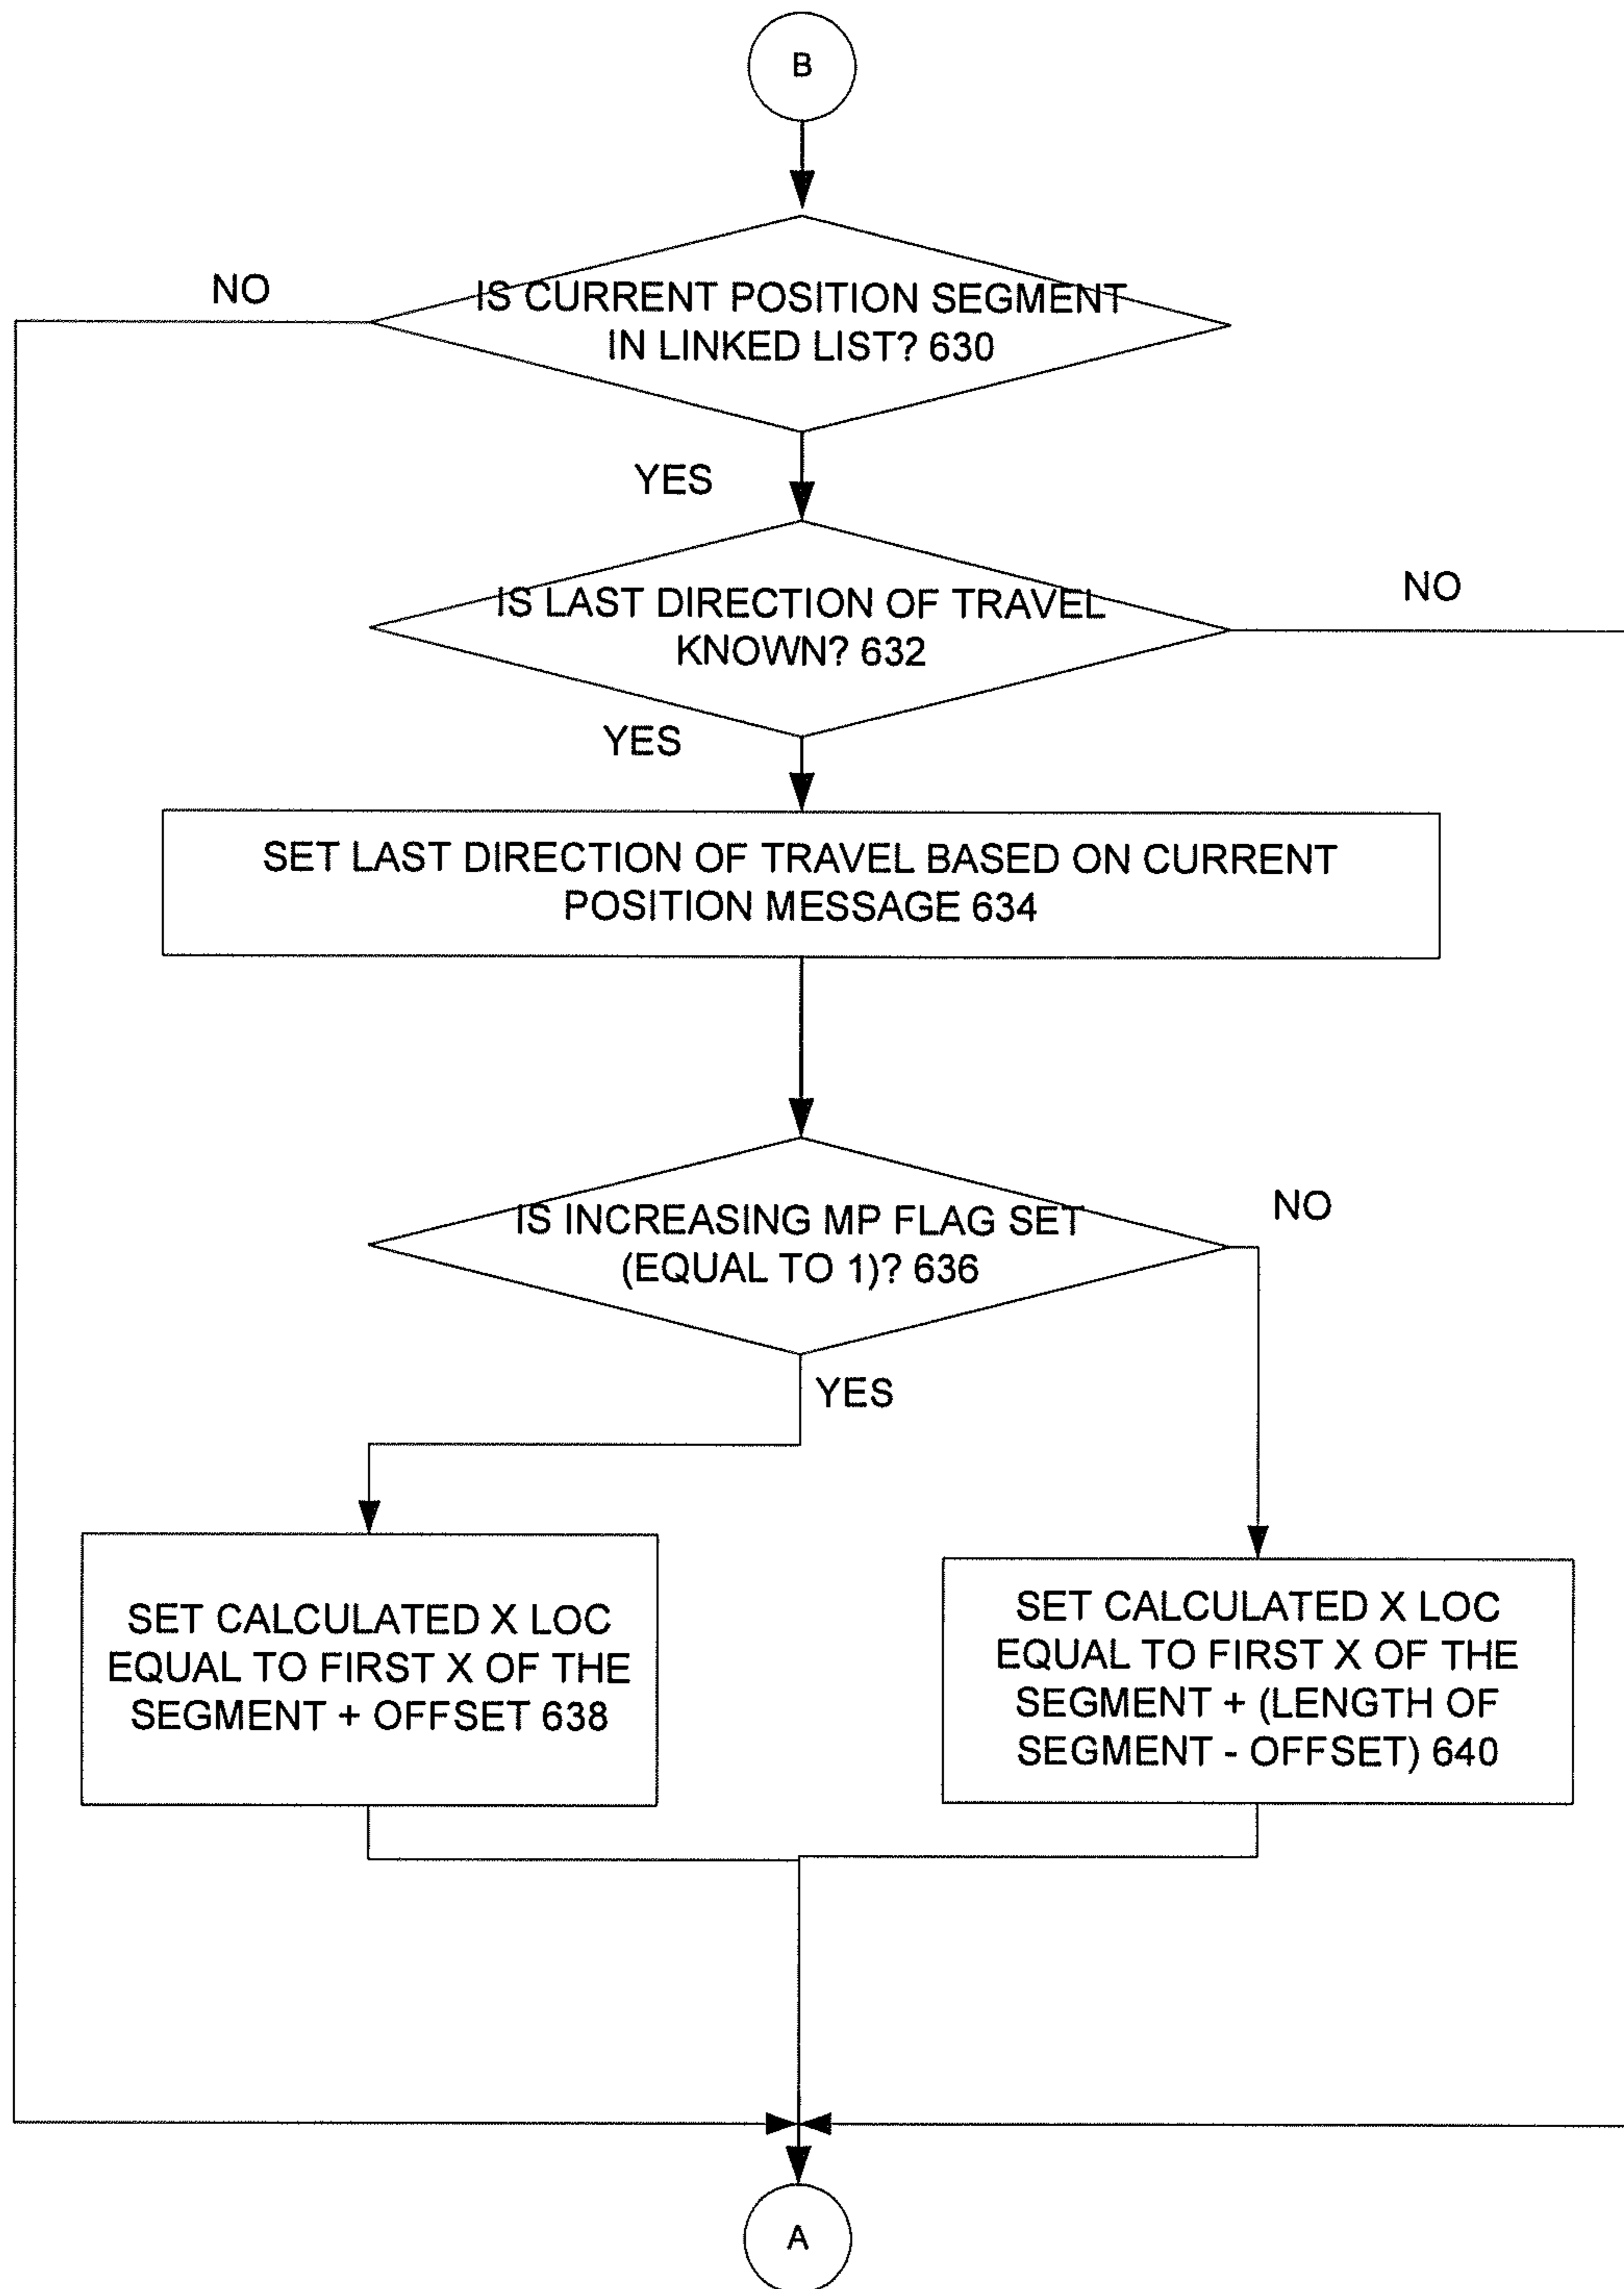 B
NO
IS CURRENT POSITION SEGMENT
IN LINKED LIST? 630
YES
NO
IS LAST DIRECTION OF TRAVEL
KNOWN? 632
YES
SET LAST DIRECTION OF TRAVEL BASED ON CURRENT
POSITION MESSAGE 634
NO
IS INCREASING MP FLAG SET
(EQUAL TO 1)? 636
YES
SET CALCULATED X LOC
EQUAL TO FIRST X OF THE
SEGMENT + OFFSET 638
SET CALCULATED X LOC
EQUAL TO FIRST X OF THE
SEGMENT + (LENGTH OF
SEGMENT - OFFSET) 640
A